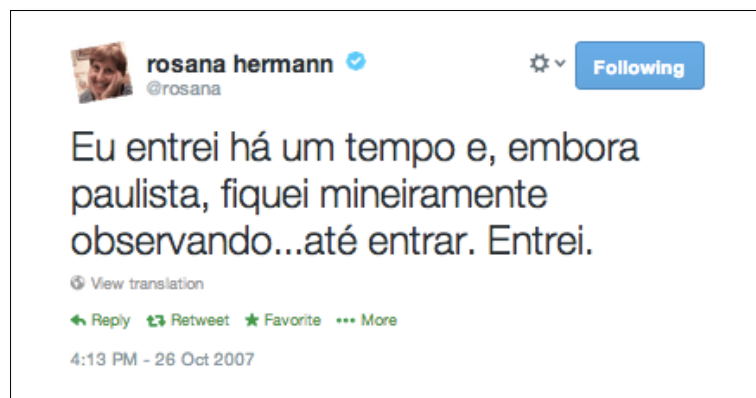 rosana hermann
Following
@rosana
Eu entrei há um tempo e, embora
paulista, fiquei mineiramente
observando...até entrar. Entrei.
View translation
Reply Retweet Favorite More
4:13 PM - 26 Oct 2007